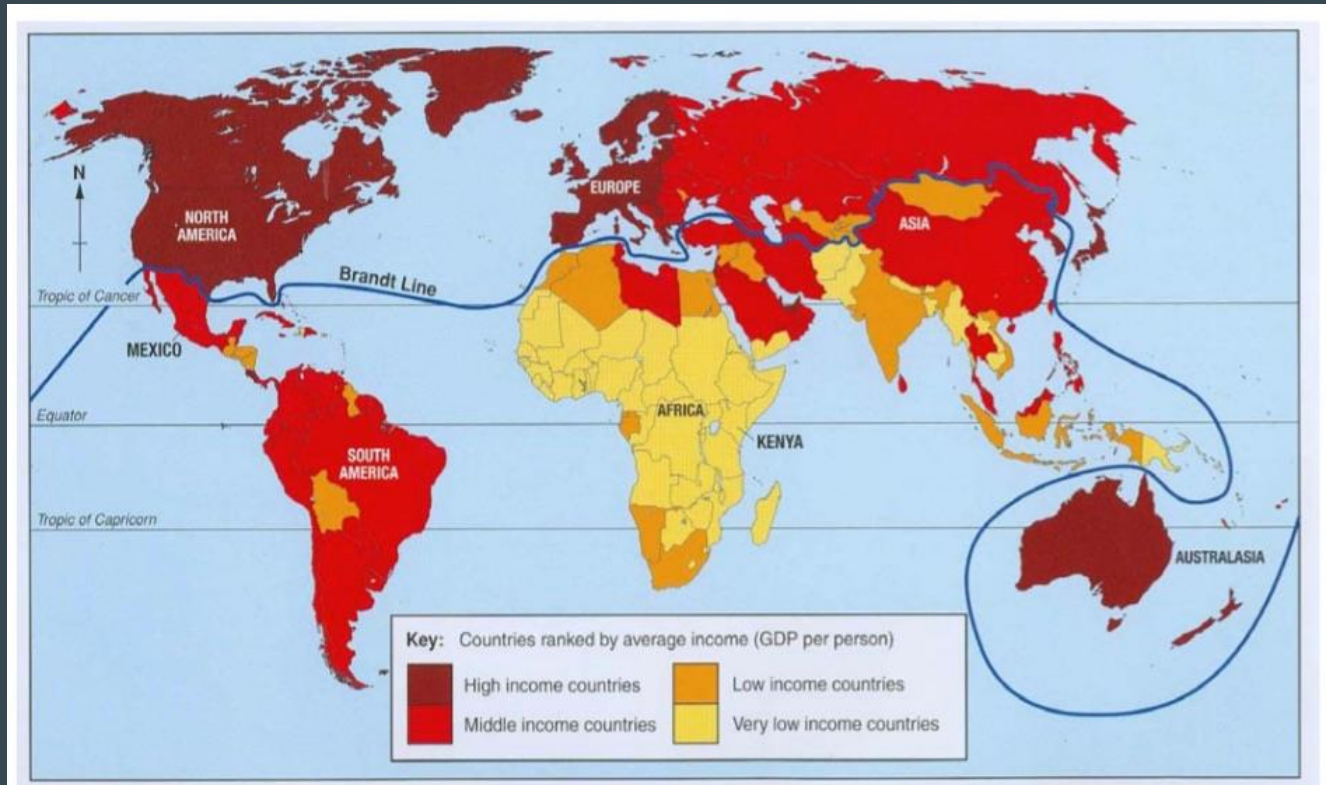 N
NORTH
AMERICA
EUROPE
ASIA
Brandt Line
Tropic of Cancer
MEXICO
Equator
AFRICA
KENYA
SOUTH
AMERICA
Tropic of Capricorn
AUSTRALASIA
Key: Countries ranked by average income (GDP per person)
High income countries
Low income countries
Middle income countries
Very low income countries